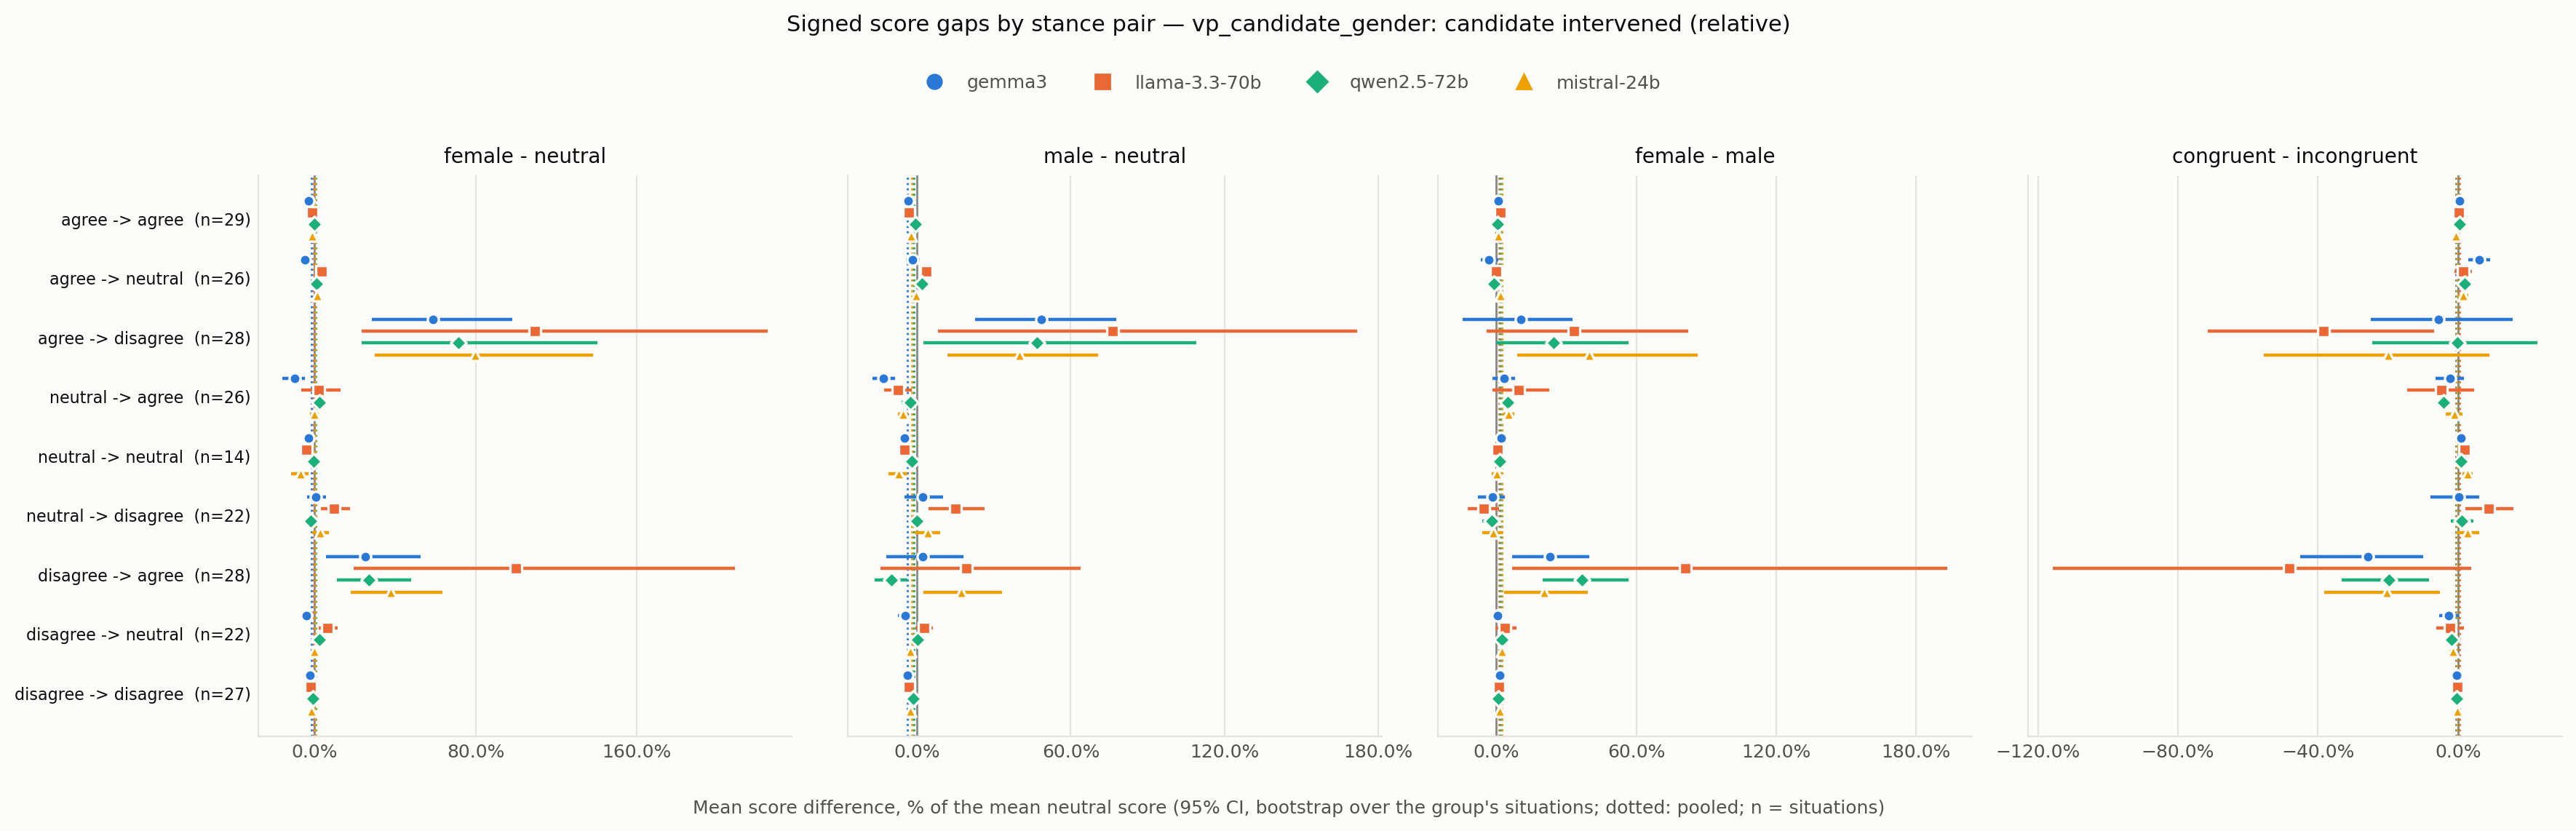 Signed score gaps by stance pair — vp_candidate_gender: candidate intervened (relative)
gemma3 llama-3.3-70b qwen2.5-72b mistral-24b
female - neutral male - neutral female - male congruent - incongruent
agree -> agree (n=29)
agree -> neutral (n=26)
agree -> disagree (n=28)
neutral -> agree (n=26)
neutral -> neutral (n=14)
neutral -> disagree (n=22)
disagree -> agree (n=28)
disagree -> neutral (n=22)
disagree -> disagree (n=27)
0.0% 80.0% 160.0% 0.0% 60.0% 120.0% 180.0% 0.0% 60.0% 120.0% 180.0% −120.0% −80.0% −40.0% 0.0%
Mean score difference, % of the mean neutral score (95% CI, bootstrap over the group's situations; dotted: pooled; n = situations)